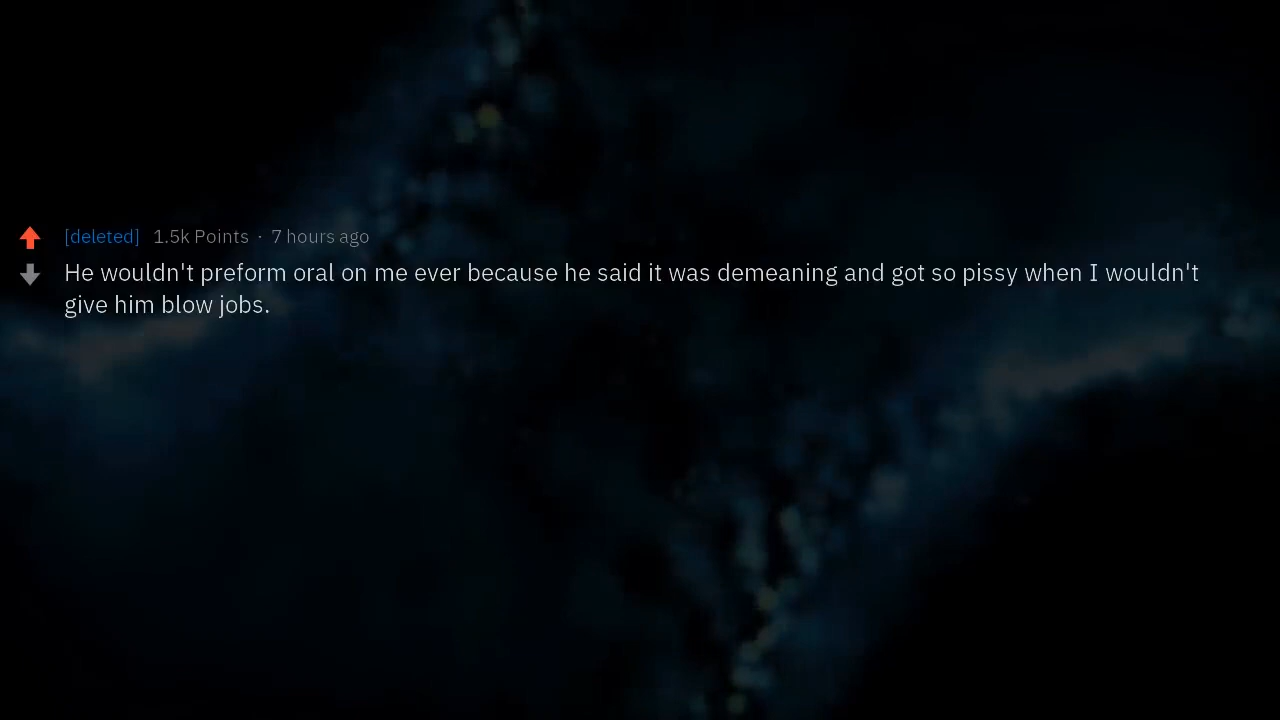 [deleted] 1.5k Points · 7 hours ago
He wouldn't preform oral on me ever because he said it was demeaning and got so pissy when I wouldn't
give him blow jobs.